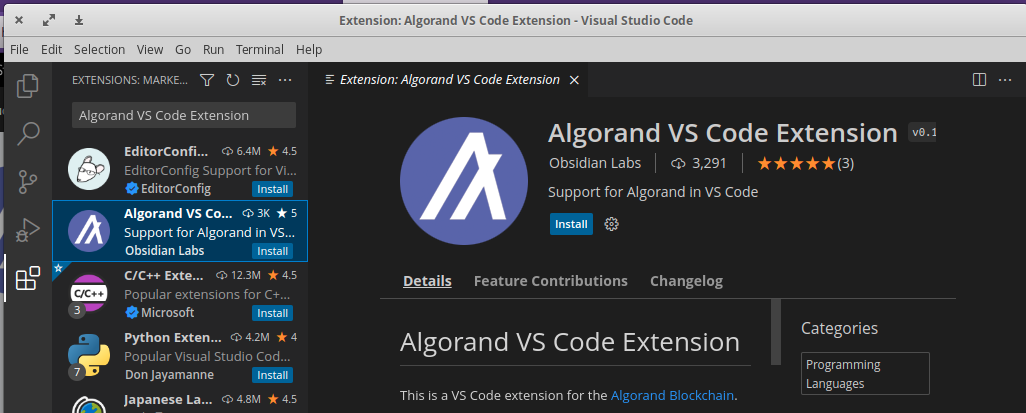 Extension: Algorand VS Code Extension - Visual Studio Code
File Edit Selection View Go Run Terminal Help
EXTENSIONS: MARKE...
Extension: Algorand VS Code Extension
Algorand VS Code Extension
EditorConfi... 6.4M 4.5
EditorConfig Support for Vi...
EditorConfig Install
Algorand VS Co... 3K 5
Support for Algorand in VS...
Obsidian Labs Install
C/C++ Exte... 12.3M 4.5
C/C++
Popular extensions for C+...
3
Microsoft Install
Python Exten... 4.2M 4
Popular Visual Studio Cod...
7
Don Jayamanne Install
Japanese La... 4.8M 4.5
Algorand VS Code Extension v0.1
Obsidian Labs 3,291 (3)
Support for Algorand in VS Code
Install
Details Feature Contributions Changelog
Algorand VS Code Extension
This is a VS Code extension for the Algorand Blockchain.
Categories
Programming
Languages